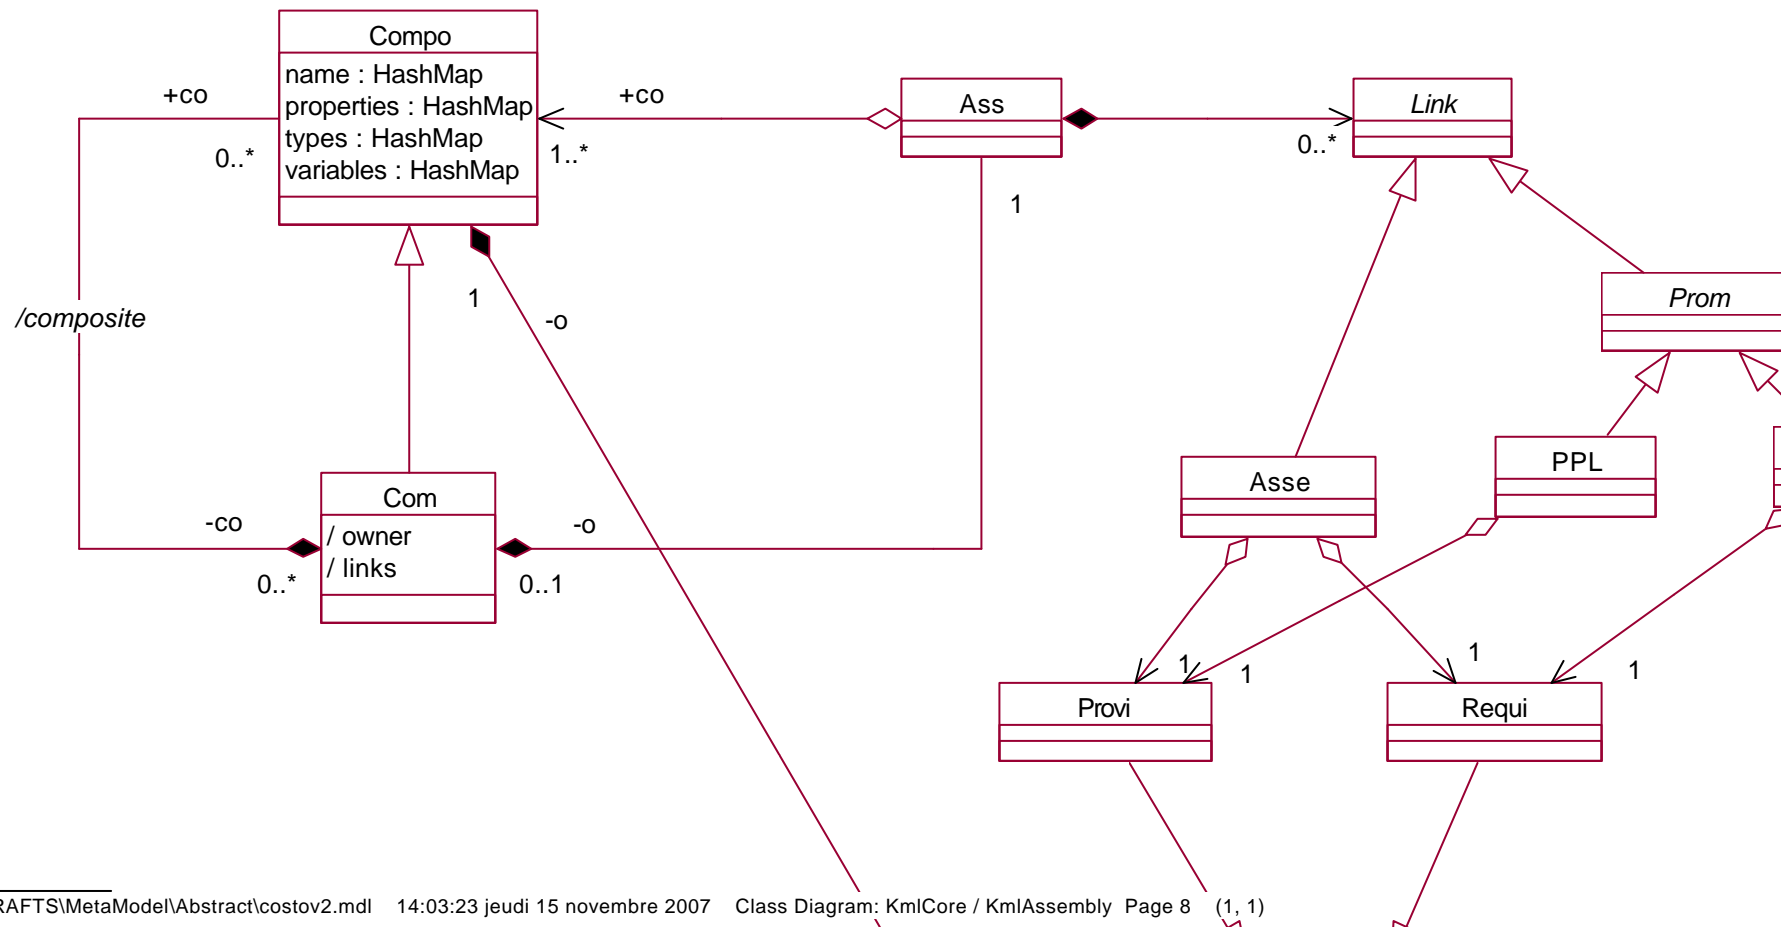 Compo
name : HashMap
properties : HashMap
types : HashMap
variables : HashMap
+co
0..*
1..*
+co
Ass
Link
0..*
1
1
-o
/composite
Prom
Com
/ owner
/ links
-co
0..*
-o
0..1
Asse
PPL
1
1
1
1
Provi
Requi
RAFTS\MetaModel\Abstract\costov2.mdl 14:03:23 jeudi 15 novembre 2007 Class Diagram: KmlCore / KmlAssembly Page 8 (1, 1)